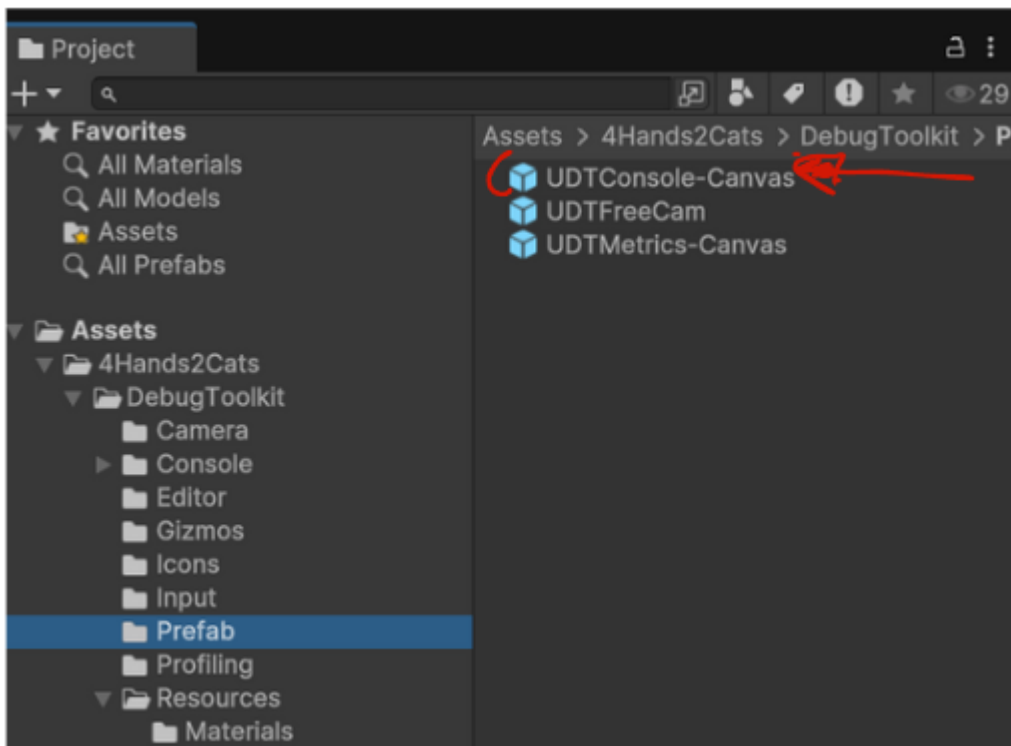 Project
29
Favorites
All Materials
All Models
Assets
All Prefabs
Assets
4Hands2Cats
DebugToolkit
Camera
Console
Editor
Gizmos
Icons
Input
Prefab
Profiling
Resources
Materials
Assets > 4Hands2Cats > DebugToolkit > P
UDTConsole-Canvas
UDTFreeCam
UDTMetrics-Canvas